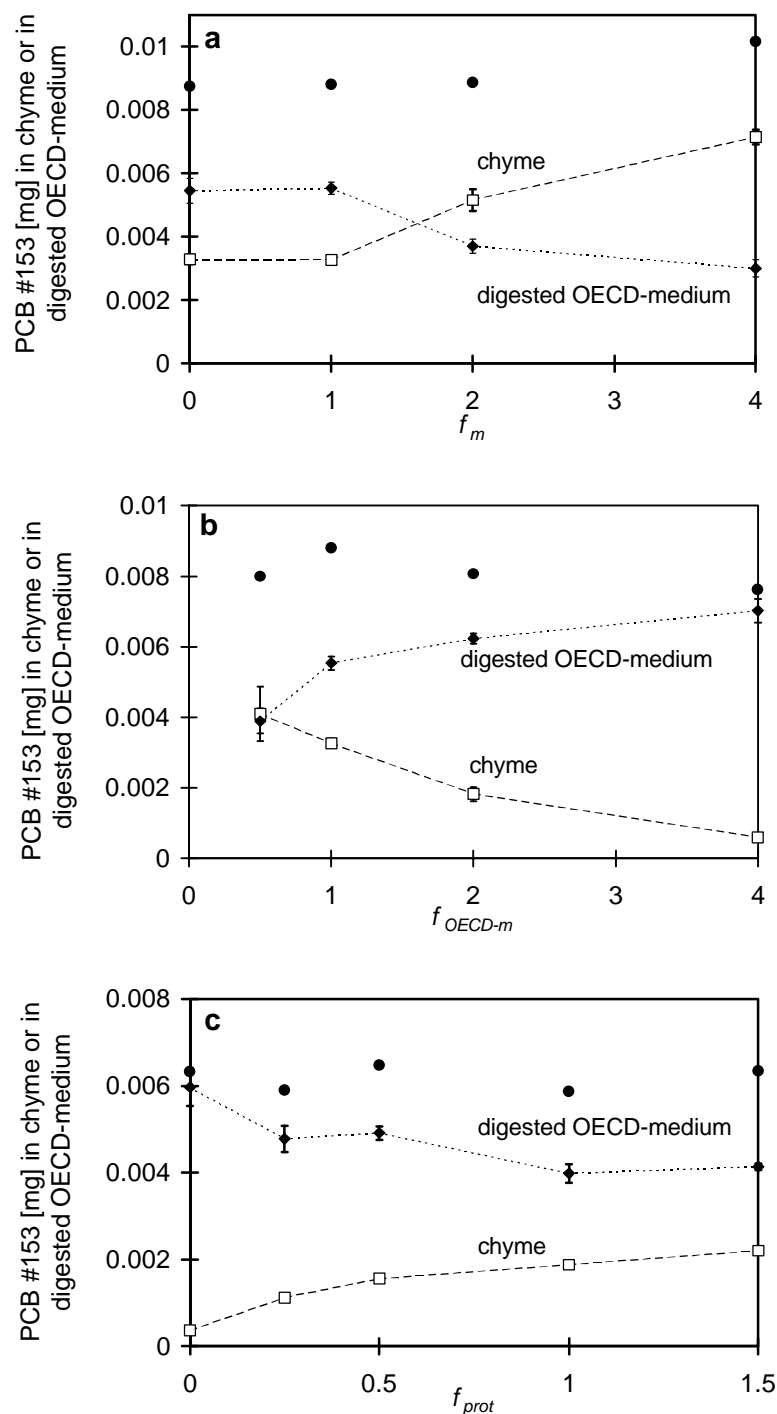 PCB #153 [mg] in chyme or in
digested OECD-medium
a
0.01
0.008
0.006
0.004
0.002
0
chyme
digested OECD-medium
0 1 2 3 4
f m
PCB #153 [mg] in chyme or in
digested OECD-medium
b
0.01
0.008
0.006
0.004
0.002
0
digested OECD-medium
chyme
0 1 2 3 4
f OECD-m
PCB #153 [mg] in chyme or in
digested OECD-medium
c
0.008
0.006
0.004
0.002
0
digested OECD-medium
chyme
0 0.5 1 1.5
f prot